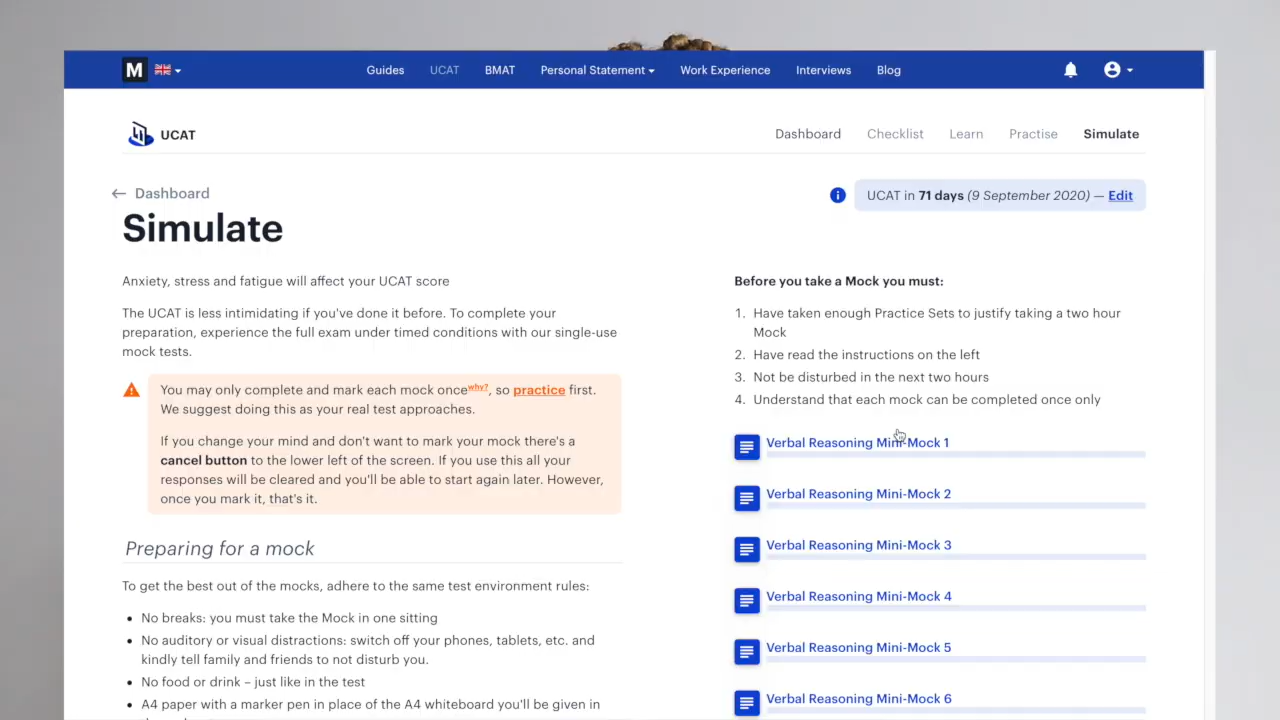 M
Guides UCAT BMAT Personal Statement Work Experience Interviews Blog
UCAT
Dashboard Checklist Learn Practise Simulate
Dashboard
UCAT in 71 days (9 September 2020) — Edit
Simulate
Anxiety, stress and fatigue will affect your UCAT score
The UCAT is less intimidating if you've done it before. To complete your
preparation, experience the full exam under timed conditions with our single-use
mock tests.
You may only complete and mark each mock once why?, so practice first.
We suggest doing this as your real test approaches.
If you change your mind and don't want to mark your mock there's a
cancel button to the lower left of the screen. If you use this all your
responses will be cleared and you'll be able to start again later. However,
once you mark it, that's it.
Preparing for a mock
To get the best out of the mocks, adhere to the same test environment rules:
• No breaks: you must take the Mock in one sitting
• No auditory or visual distractions: switch off your phones, tablets, etc. and
kindly tell family and friends to not disturb you.
• No food or drink – just like in the test
• A4 paper with a marker pen in place of the A4 whiteboard you'll be given in
Before you take a Mock you must:
1. Have taken enough Practice Sets to justify taking a two hour
Mock
2. Have read the instructions on the left
3. Not be disturbed in the next two hours
4. Understand that each mock can be completed once only
Verbal Reasoning Mini-Mock 1
Verbal Reasoning Mini-Mock 2
Verbal Reasoning Mini-Mock 3
Verbal Reasoning Mini-Mock 4
Verbal Reasoning Mini-Mock 5
Verbal Reasoning Mini-Mock 6